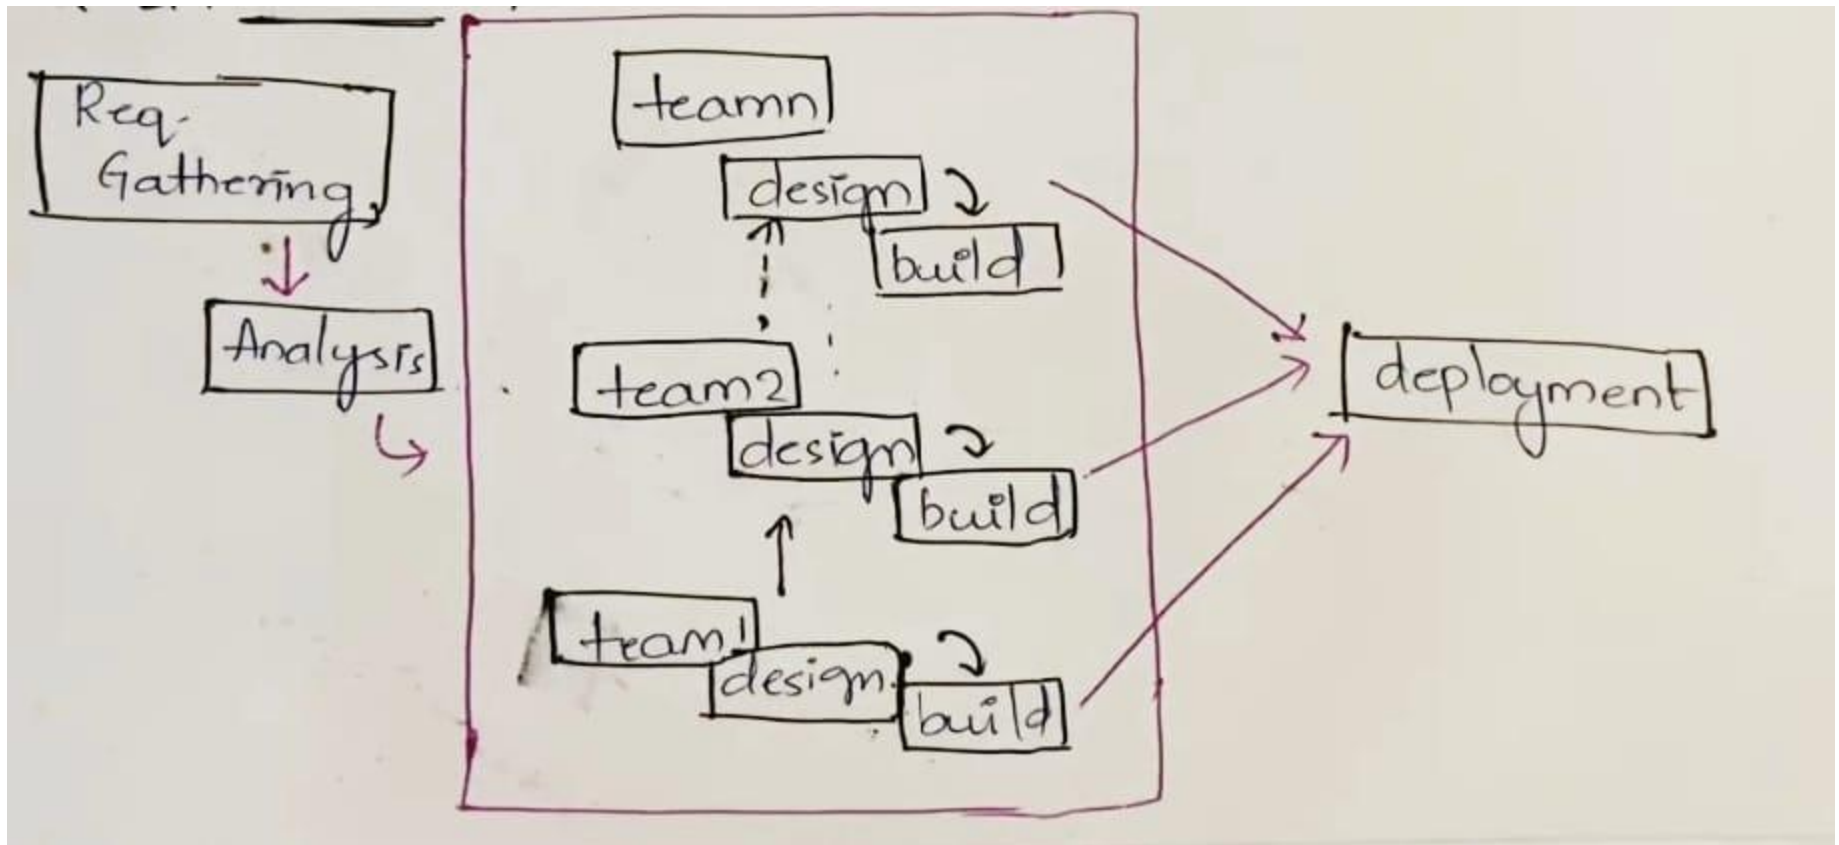 Req.
Gathering
Analysis
teamn
design
build
team2
design
build
team1
design
build
deployment